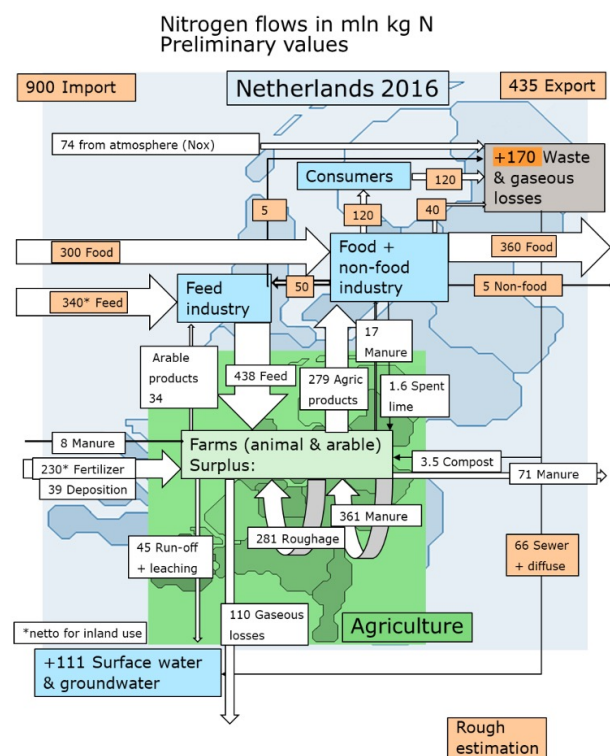 Nitrogen flows in mln kg N
Preliminary values
900 Import
Netherlands 2016
435 Export
74 from atmosphere (Nox)
+170 Waste
& gaseous
losses
Consumers
120
5
120
40
300 Food
Food +
non-food
industry
360 Food
340* Feed
Feed
industry
50
5 Non-food
17
Manure
Arable
products
34
438 Feed
279 Agric
products
1.6 Spent
lime
8 Manure
Farms (animal & arable)
Surplus:
3.5 Compost
230* Fertilizer
71 Manure
39 Deposition
361 Manure
281 Roughage
45 Run-off
+ leaching
66 Sewer
+ diffuse
110 Gaseous
losses
*netto for inland use
Agriculture
+111 Surface water
& groundwater
Rough
estimation